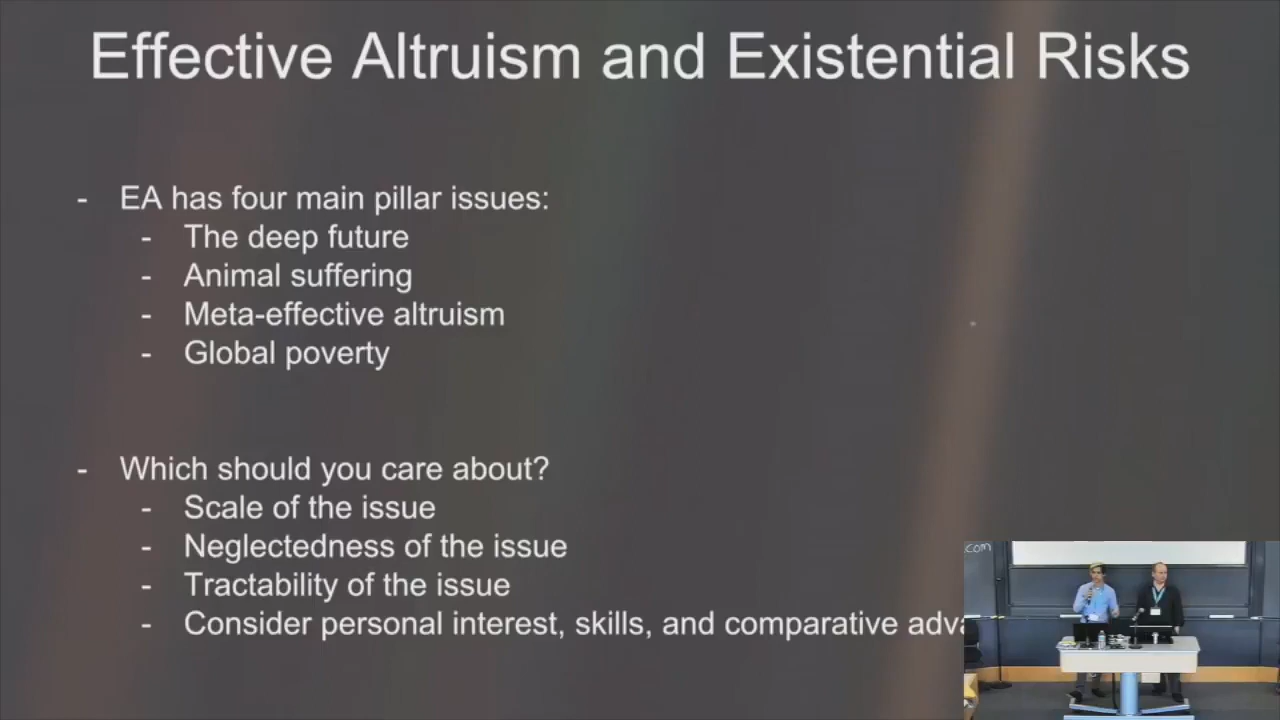 Effective Altruism and Existential Risks
- EA has four main pillar issues:
- The deep future
- Animal suffering
- Meta-effective altruism
- Global poverty
- Which should you care about?
- Scale of the issue
- Neglectedness of the issue
- Tractability of the issue
- Consider personal interest, skills, and comparative adva
com